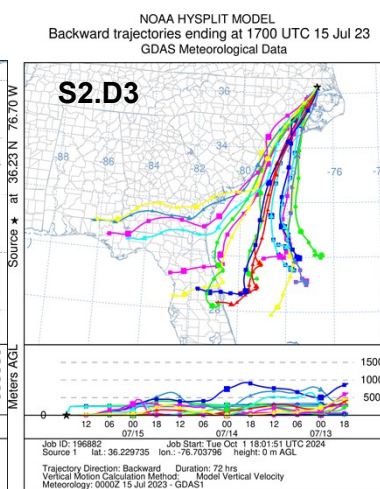 NOAA HYSPLIT MODEL
Backward trajectories ending at 1700 UTC 15 Jul 23
GDAS Meteorological Data
S2.D3
Source ★ at 36.23 N 76.70 W
36
-88
-86
-84
-82
34
-80
-76
30
28
Meters AGL
1500
1000
500
0
12 06 00 18 12 06 00 18 12 06 00 18
07/15 07/14 07/13
Job ID: 196882 Job Start: Tue Oct 1 18:01:51 UTC 2024
Source 1 lat.: 36.229735 lon.: -76.703796 height: 0 m AGL
Trajectory Direction: Backward Duration: 72 hrs
Vertical Motion Calculation Method: Model Vertical Velocity
Meteorology: 0000Z 15 Jul 2023 - GDAS1